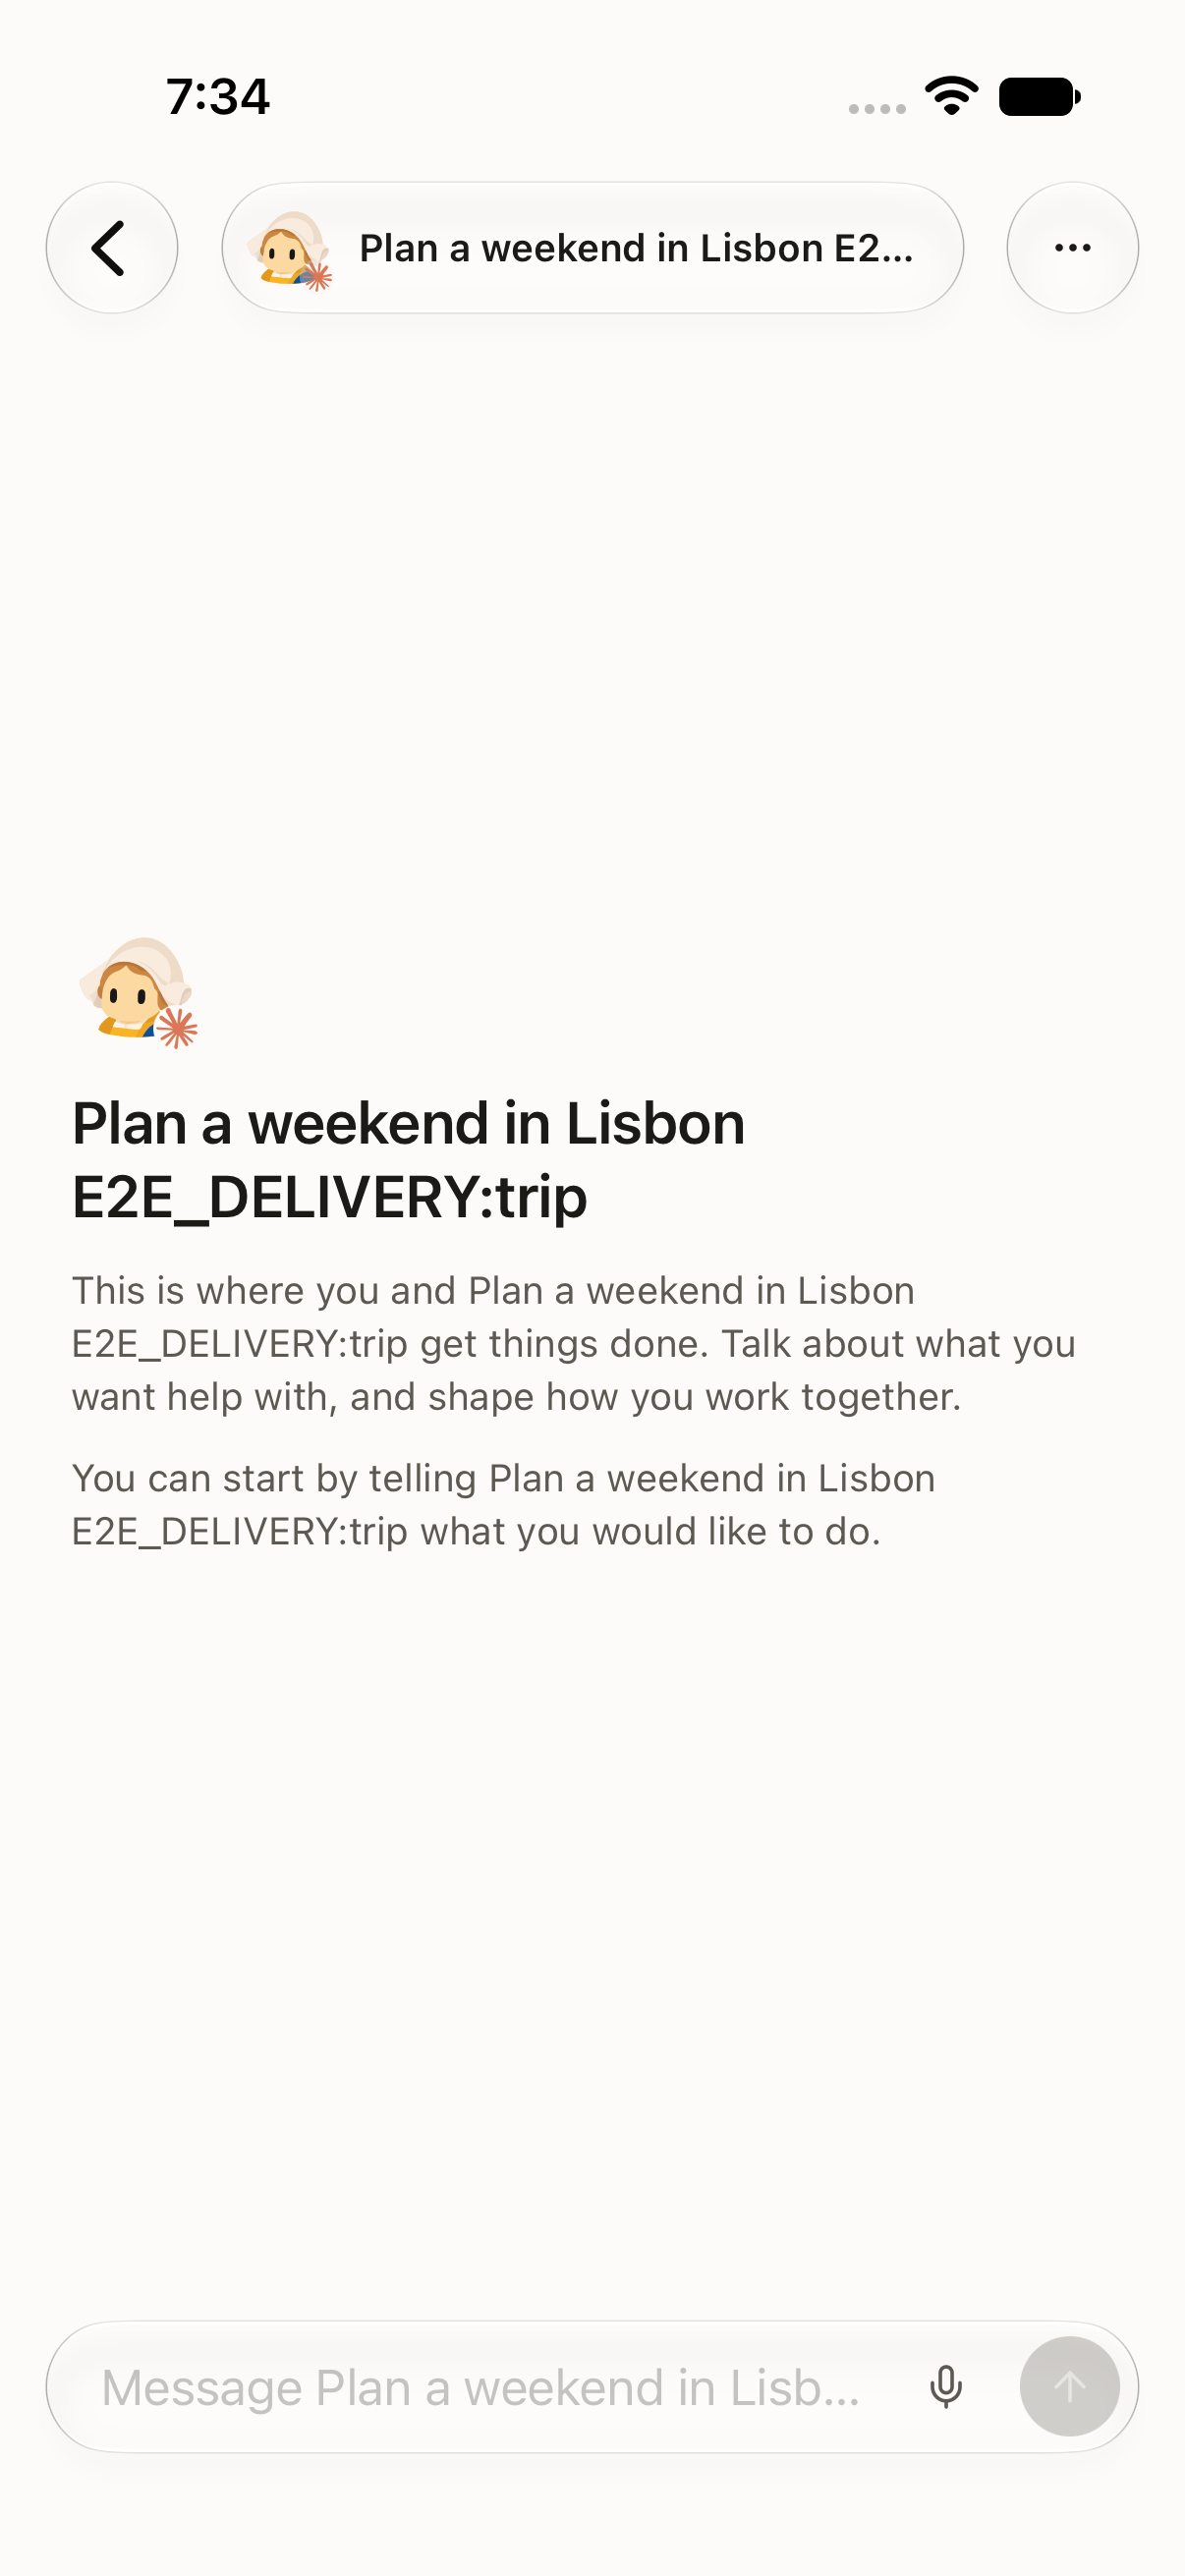 7:34
Plan a weekend in Lisbon E2...
Plan a weekend in Lisbon
E2E_DELIVERY:trip
This is where you and Plan a weekend in Lisbon
E2E_DELIVERY:trip get things done. Talk about what you
want help with, and shape how you work together.
You can start by telling Plan a weekend in Lisbon
E2E_DELIVERY:trip what you would like to do.
Message Plan a weekend in Lisb...